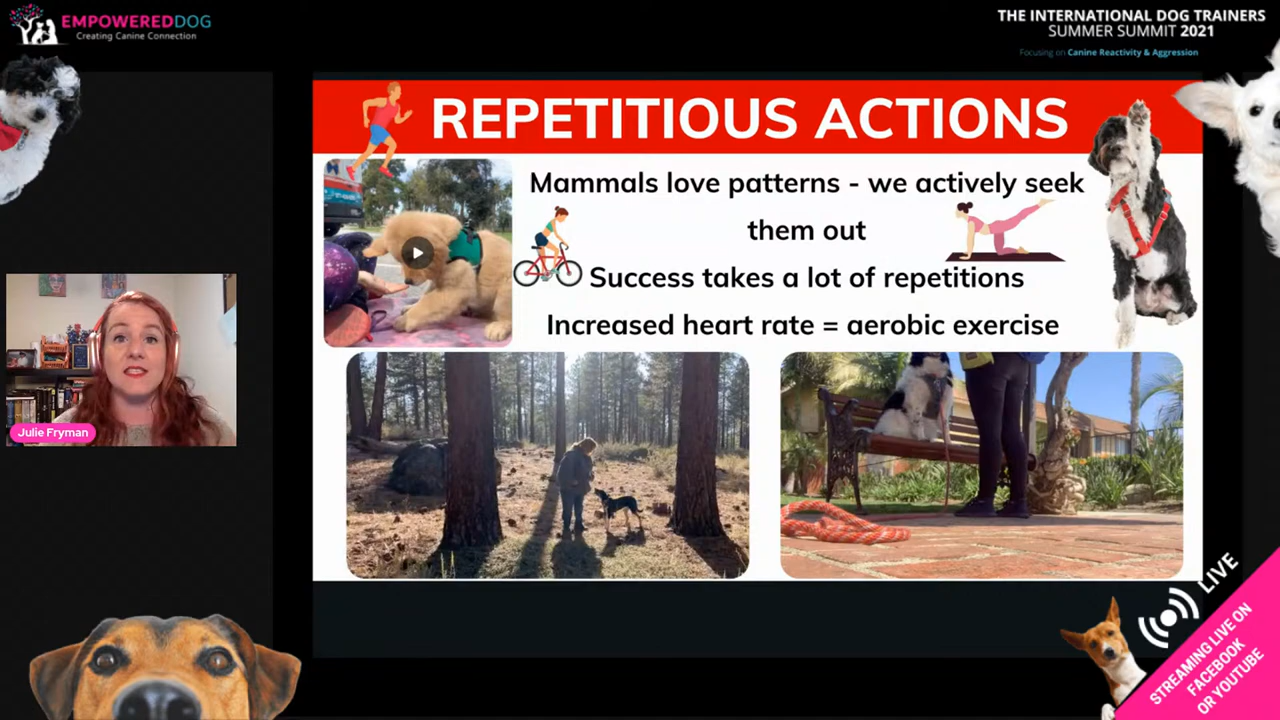 EMPOWEREDDOG
Creating Canine Connection
THE INTERNATIONAL DOG TRAINERS
SUMMER SUMMIT 2021
Focusing on Canine Reactivity & Aggression
REPETITIOUS ACTIONS
Mammals love patterns - we actively seek
them out
Success takes a lot of repetitions
Increased heart rate = aerobic exercise
Julie Fryman
LIVE
STREAMING LIVE ON
FACEBOOK
OR YOUTUBE